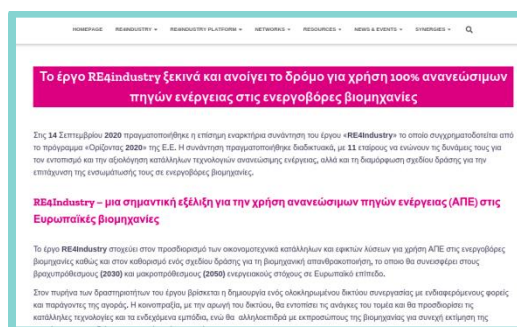 HOMEPAGE RE4INDUSTRY RE4INDUSTRY PLATFORM NETWORKS RESOURCES NEWS & EVENTS SYNERGIES
Το έργο RE4industry ξεκινά και ανοίγει το δρόμο για χρήση 100% ανανεώσιμων
πηγών ενέργειας στις ενεργοβόρες βιομηχανίες
Στις 14 Σεπτεμβρίου 2020 πραγματοποιήθηκε η επίσημη εναρκτήρια συνάντηση του έργου «RE4Industry» το οποίο συγχρηματοδοτείται από
το πρόγραμμα «Ορίζοντας 2020» της Ε.Ε. Η συνάντηση πραγματοποιήθηκε διαδικτυακά, με 11 εταίρους να ενώνουν τις δυνάμεις τους για
τον εντοπισμό και την αξιολόγηση κατάλληλων τεχνολογιών ανανεώσιμης ενέργειας, αλλά και τη διαμόρφωση σχεδίου δράσης για την
επιτάχυνση της ενσωμάτωσής τους σε ενεργοβόρες βιομηχανίες.
RE4Industry – μια σημαντική εξέλιξη για την χρήση ανανεώσιμων πηγών ενέργειας (ΑΠΕ) στις
Ευρωπαϊκές βιομηχανίες
Το έργο RE4Industry στοχεύει στον προσδιορισμό των οικονομοτεχνικά κατάλληλων και εφικτών λύσεων για χρήση ΑΠΕ στις ενεργοβόρες
βιομηχανίες καθώς και στον καθορισμό ενός σχεδίου δράσης για τη βιομηχανική απανθρακοποίηση, το οποιο θα συνεισφέρει στους
βραχυπρόθεσμους (2030) και μακροπρόθεσμους (2050) ενεργειακούς στόχους σε Ευρωπαϊκό επίπεδο.
Στον πυρήνα των δραστηριοτήτων του έργου βρίσκεται η δημιουργία ενός ολοκληρωμένου δικτύου συνεργασίας με ενδιαφερόμενους φορείς
και παράγοντες της αγοράς. Η κοινοπραξία, με την αρωγή του δικτύου, θα εντοπίσει τις ανάγκες του τομέα και θα προσδιορίσει τις
κατάλληλες τεχνολογίες και τα ενδεχόμενα εμπόδια, ενώ θα αλληλοεπιδρά με εκπροσώπους της βιομηχανίας για συνεχή εκτίμηση της